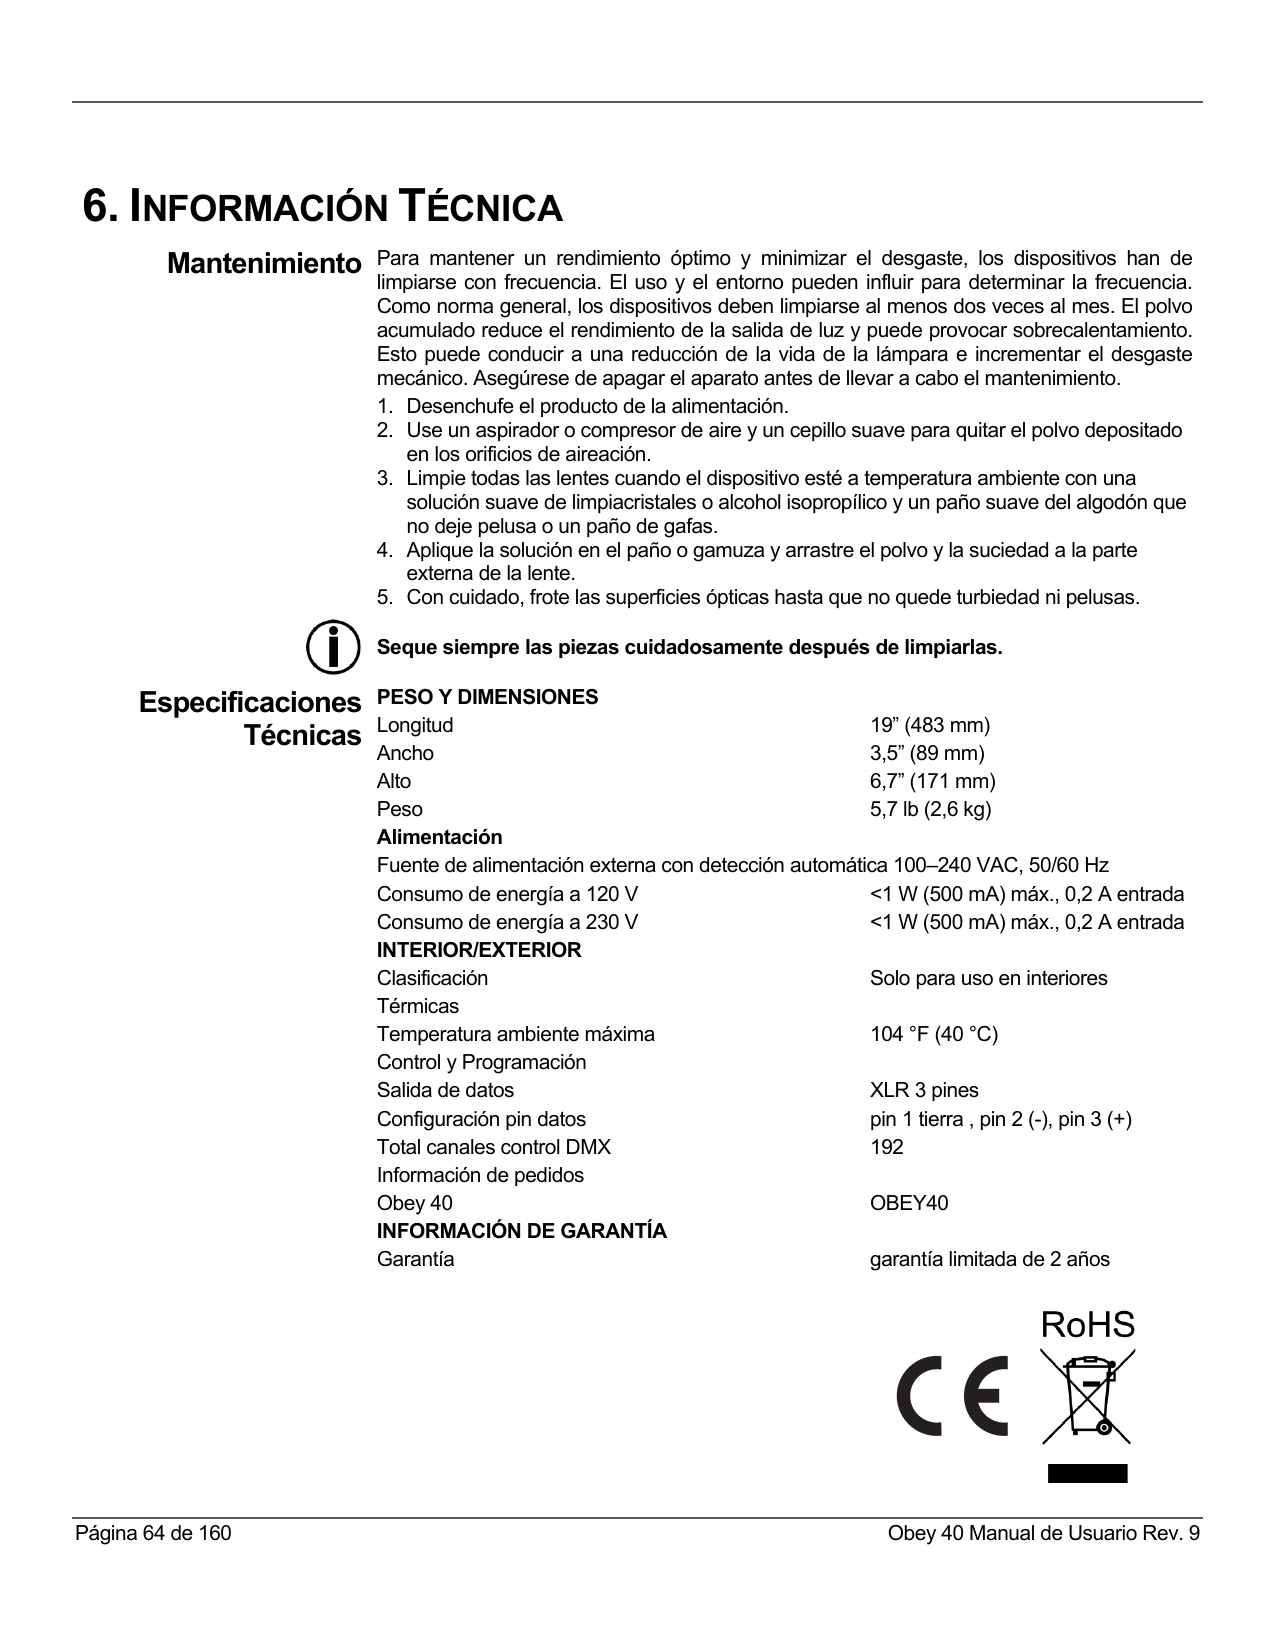 6. INFORMACIÓN TÉCNICA
Mantenimiento
Para mantener un rendimiento óptimo y minimizar el desgaste, los dispositivos han de
limpiarse con frecuencia. El uso y el entorno pueden influir para determinar la frecuencia.
Como norma general, los dispositivos deben limpiarse al menos dos veces al mes. El polvo
acumulado reduce el rendimiento de la salida de luz y puede provocar sobrecalentamiento.
Esto puede conducir a una reducción de la vida de la lámpara e incrementar el desgaste
mecánico. Asegúrese de apagar el aparato antes de llevar a cabo el mantenimiento.
1. Desenchufe el producto de la alimentación.
2. Use un aspirador o compresor de aire y un cepillo suave para quitar el polvo depositado
en los orificios de aireación.
3. Limpie todas las lentes cuando el dispositivo esté a temperatura ambiente con una
solución suave de limpiacristales o alcohol isopropílico y un paño suave del algodón que
no deje pelusa o un paño de gafas.
4. Aplique la solución en el paño o gamuza y arrastre el polvo y la suciedad a la parte
externa de la lente.
5. Con cuidado, frote las superficies ópticas hasta que no quede turbiedad ni pelusas.
Seque siempre las piezas cuidadosamente después de limpiarlas.
Especificaciones
Técnicas
PESO Y DIMENSIONES
Longitud 19” (483 mm)
Ancho 3,5” (89 mm)
Alto 6,7” (171 mm)
Peso 5,7 lb (2,6 kg)
Alimentación
Fuente de alimentación externa con detección automática 100–240 VAC, 50/60 Hz
Consumo de energía a 120 V <1 W (500 mA) máx., 0,2 A entrada
Consumo de energía a 230 V <1 W (500 mA) máx., 0,2 A entrada
INTERIOR/EXTERIOR
Clasificación Solo para uso en interiores
Térmicas
Temperatura ambiente máxima 104 °F (40 °C)
Control y Programación
Salida de datos XLR 3 pines
Configuración pin datos pin 1 tierra , pin 2 (-), pin 3 (+)
Total canales control DMX 192
Información de pedidos
Obey 40 OBEY40
INFORMACIÓN DE GARANTÍA
Garantía garantía limitada de 2 años
RoHS
CE
Página 64 de 160 Obey 40 Manual de Usuario Rev. 9